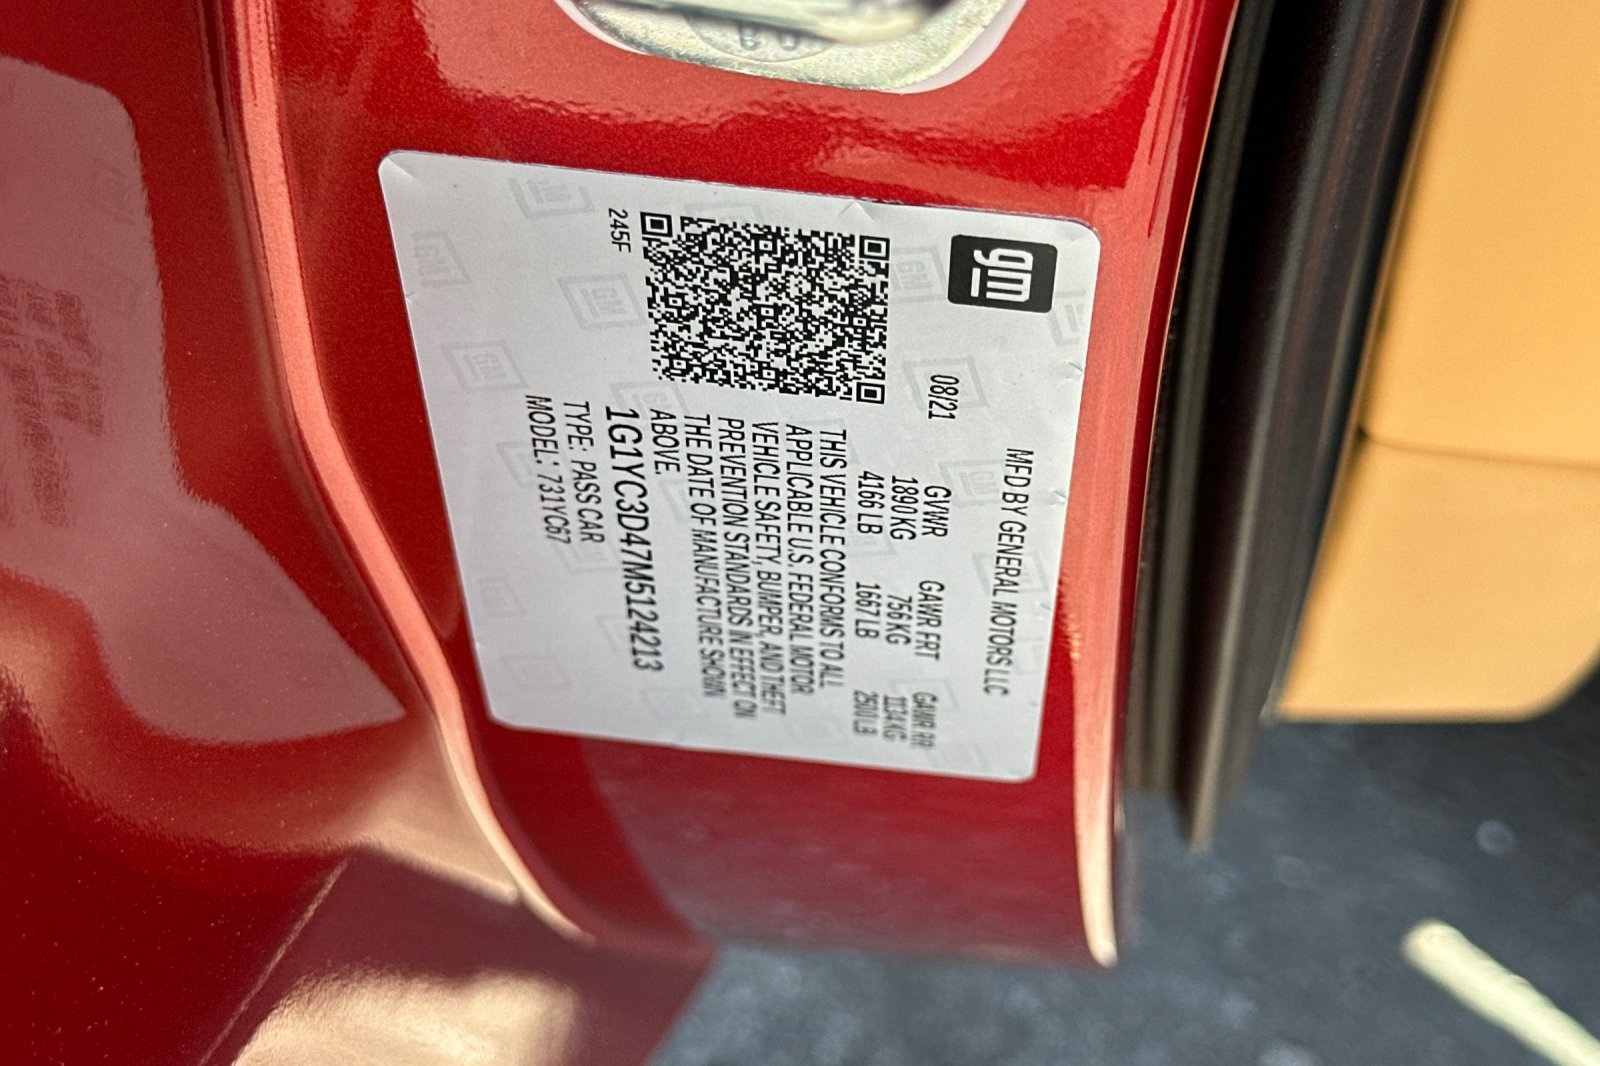 gm
MFD BY GENERAL MOTORS LLC
08/21
GVWR GAWR FRT GAWR RR
1890 KG 756 KG 1134 KG
4166 LB 1667 LB 2500 LB
THIS VEHICLE CONFORMS TO ALL
APPLICABLE U.S. FEDERAL MOTOR
VEHICLE SAFETY, BUMPER, AND THEFT
PREVENTION STANDARDS IN EFFECT ON
THE DATE OF MANUFACTURE SHOWN
ABOVE.
1G1YC3D47M5124213
TYPE: PASS CAR
MODEL: 731YC67
245F